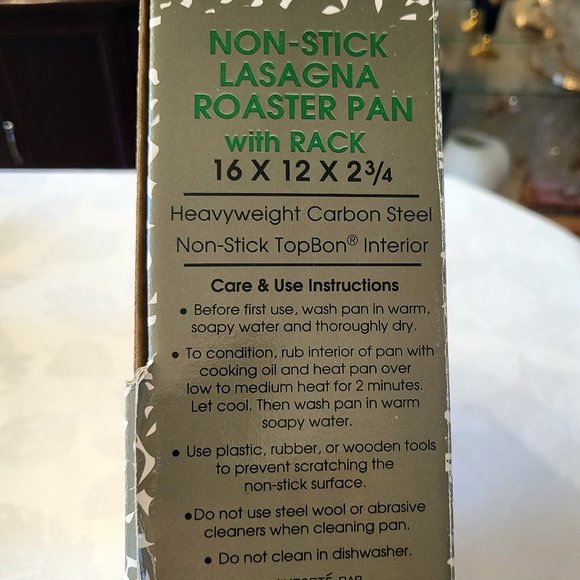 NON-STICK
LASAGNA
ROASTER PAN
with RACK
16 X 12 X 2 3/4
Heavyweight Carbon Steel
Non-Stick TopBon® Interior
Care & Use Instructions
• Before first use, wash pan in warm,
soapy water and thoroughly dry.
• To condition, rub interior of pan with
cooking oil and heat pan over
low to medium heat for 2 minutes.
Let cool. Then wash pan in warm
soapy water.
• Use plastic, rubber, or wooden tools
to prevent scratching the
non-stick surface.
•Do not use steel wool or abrasive
cleaners when cleaning pan.
• Do not clean in dishwasher.